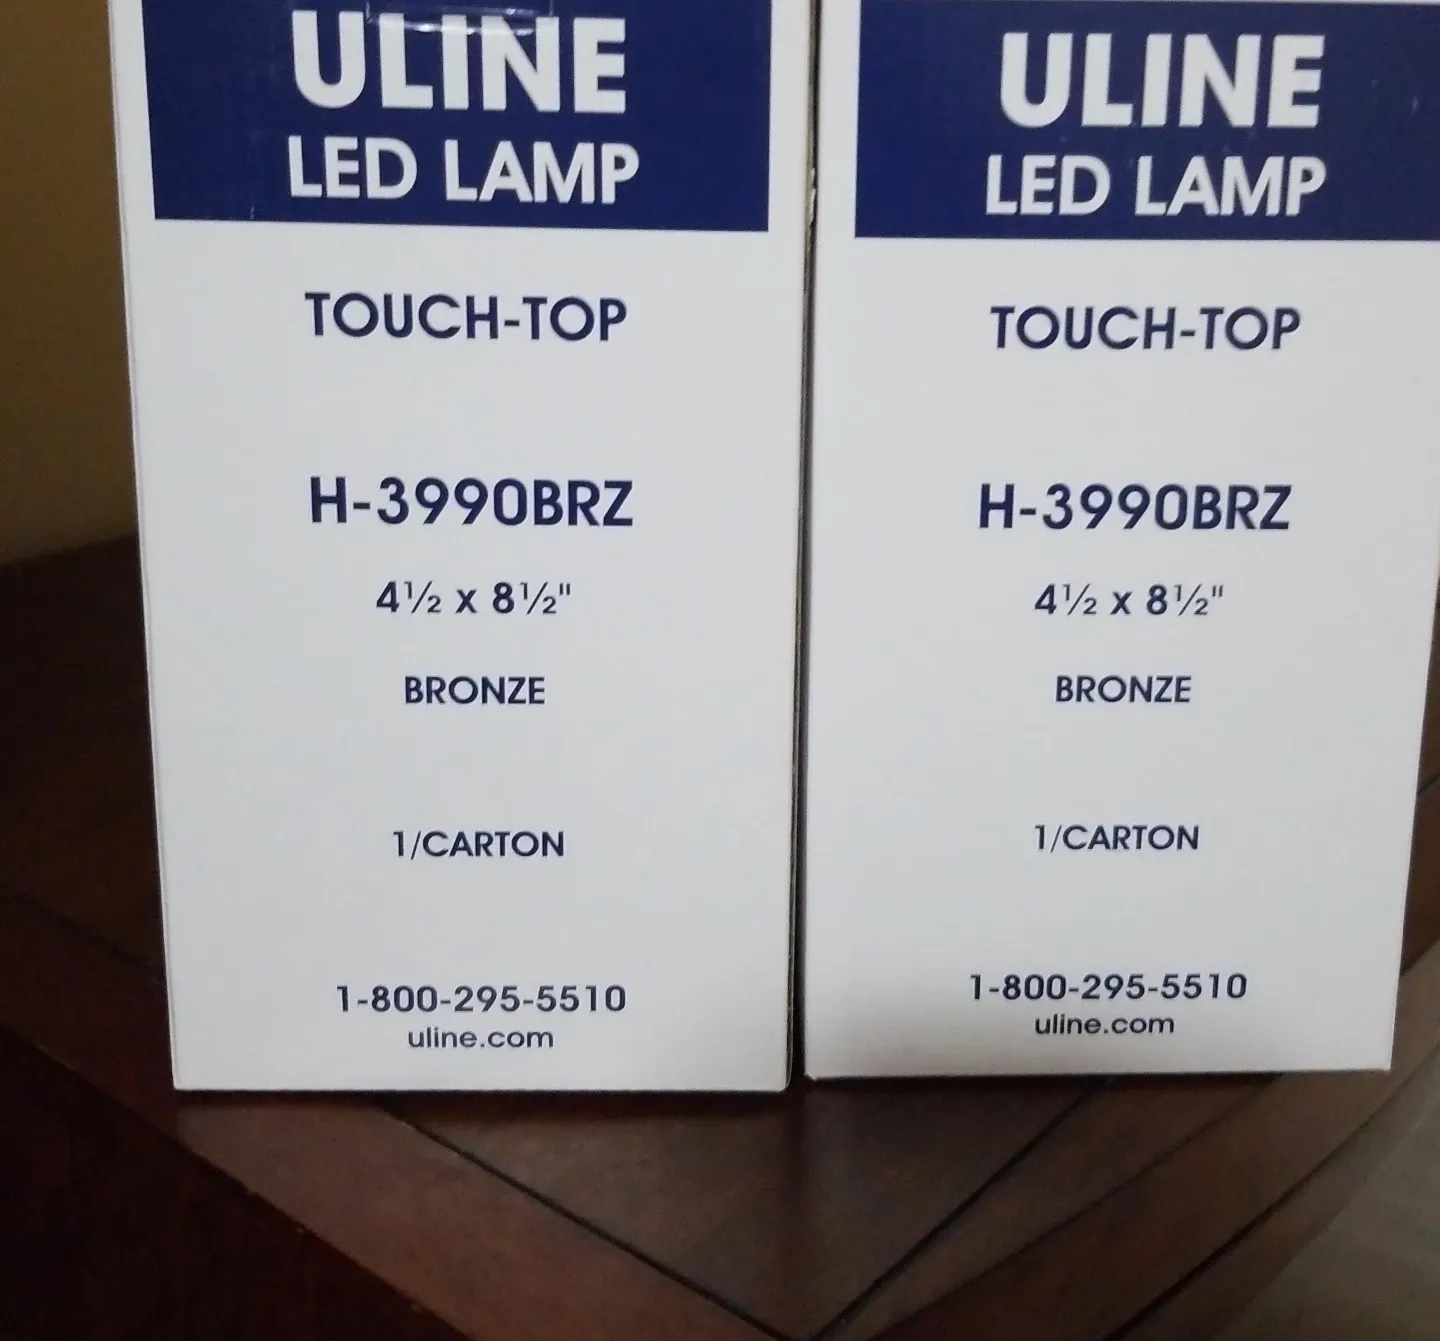 ULINE
LED LAMP
TOUCH-TOP
H-3990BRZ
4½ x 8½"
BRONZE
1/CARTON
1-800-295-5510
uline.com
ULINE
LED LAMP
TOUCH-TOP
H-3990BRZ
4½ x 8½"
BRONZE
1/CARTON
1-800-295-5510
uline.com